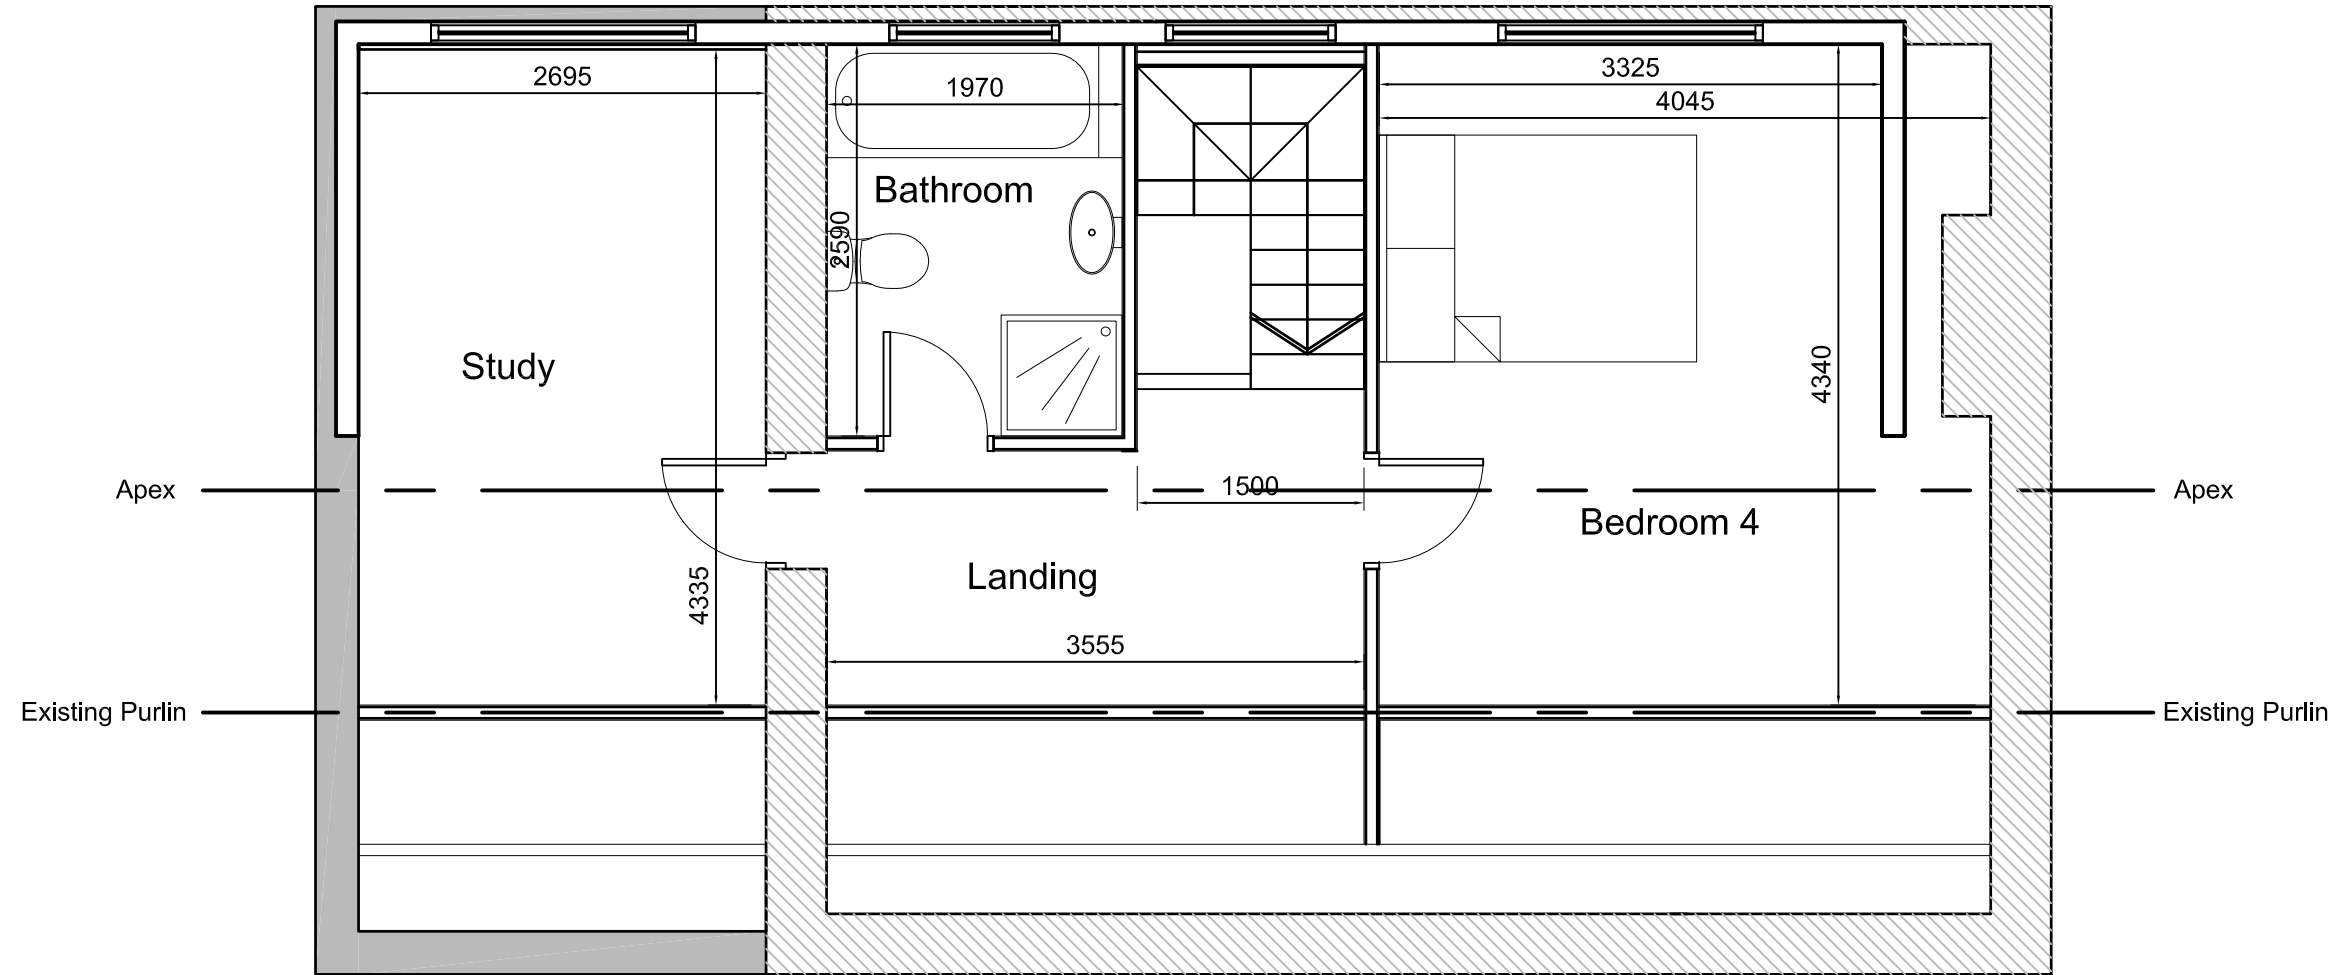 2695
1970
3325
4045
Bathroom
2590
Study
4340
Apex
1500
Apex
Bedroom 4
Landing
4335
3555
Existing Purlin
Existing Purlin